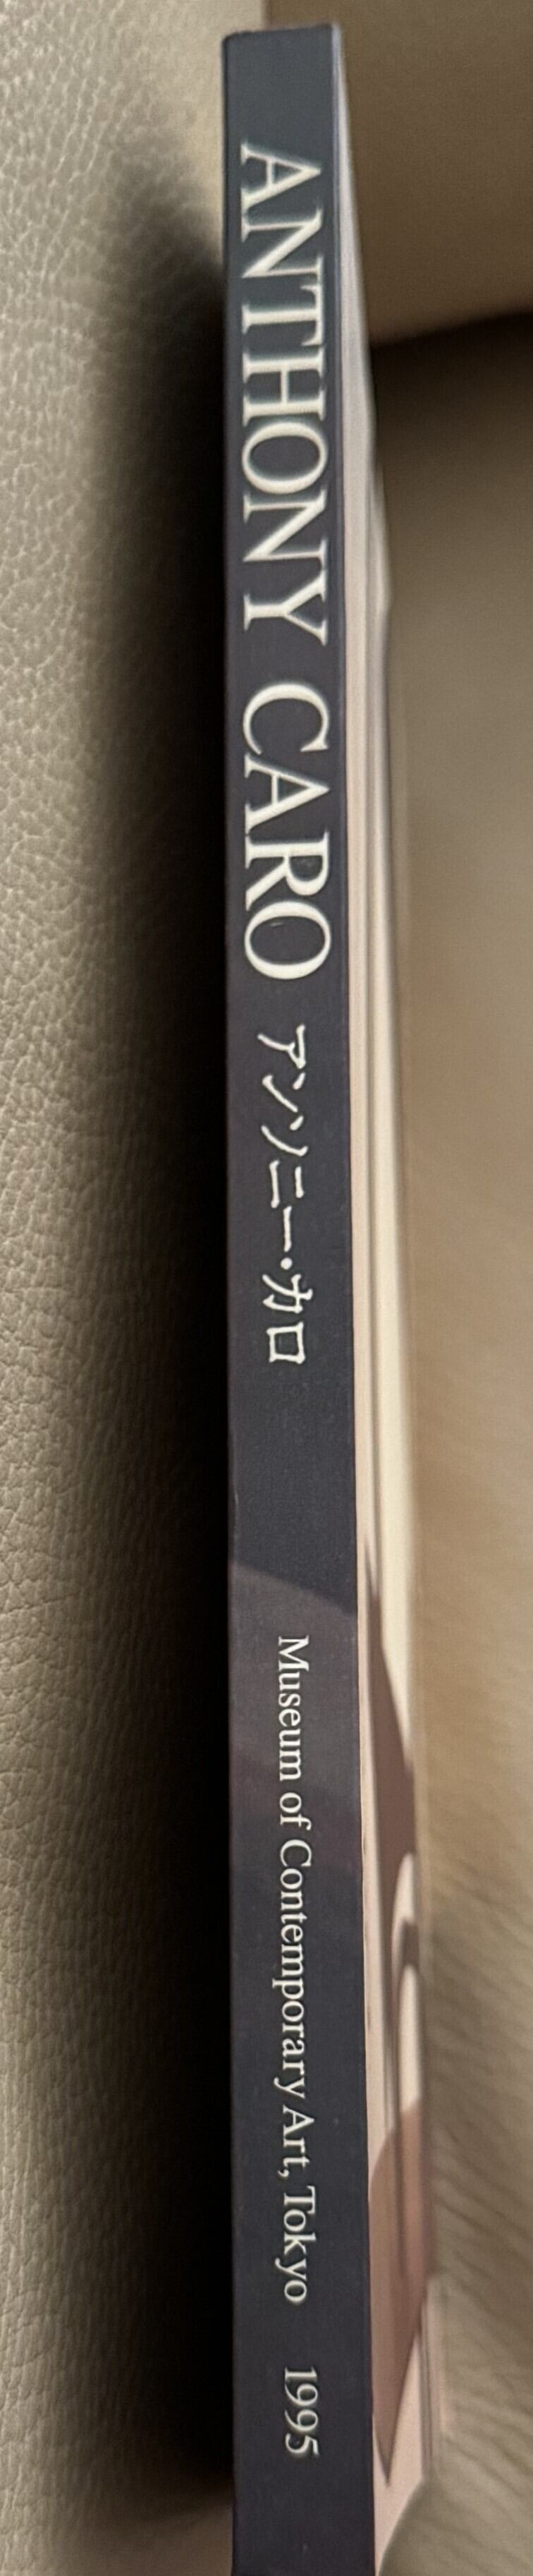 ANTHONY CARO アンソニー・カロ Museum of Contemporary Art, Tokyo 1995